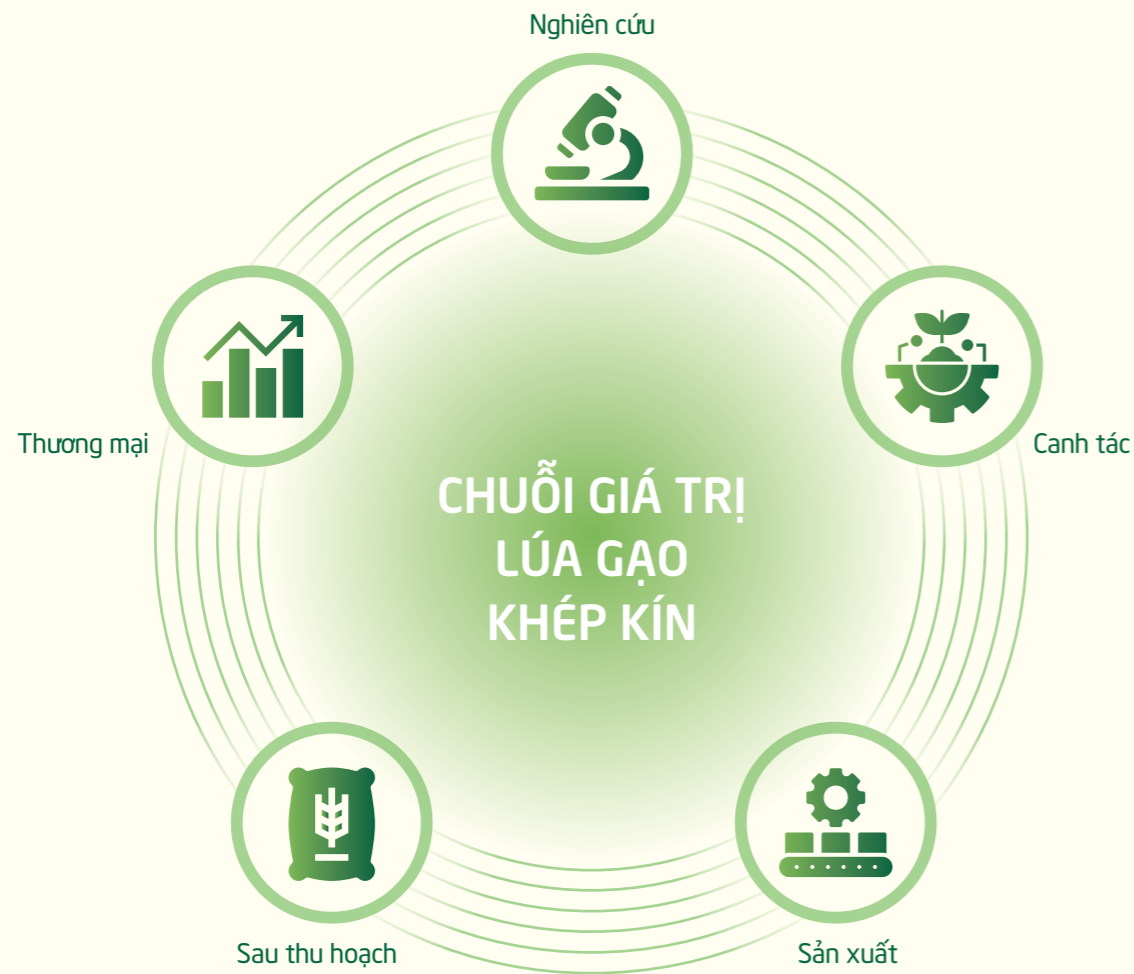 Nghiên cứu
Canh tác
Sản xuất
Sau thu hoạch
Thương mại
CHUỖI GIÁ TRỊ
LÚA GẠO
KHÉP KÍN